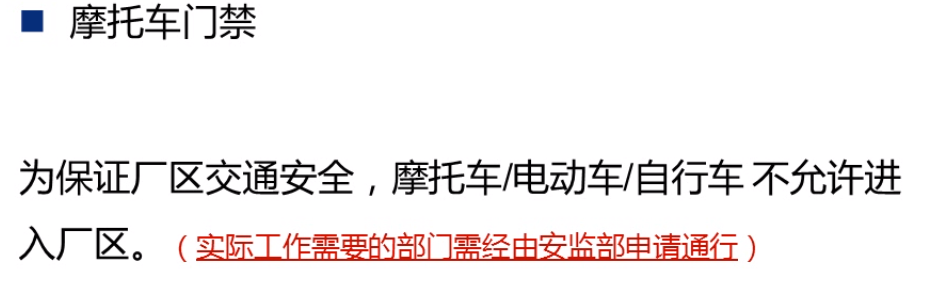 ■ 摩托车门禁
为保证厂区交通安全，摩托车/电动车/自行车 不允许进
入厂区。（实际工作需要的部门需经由安监部申请通行）